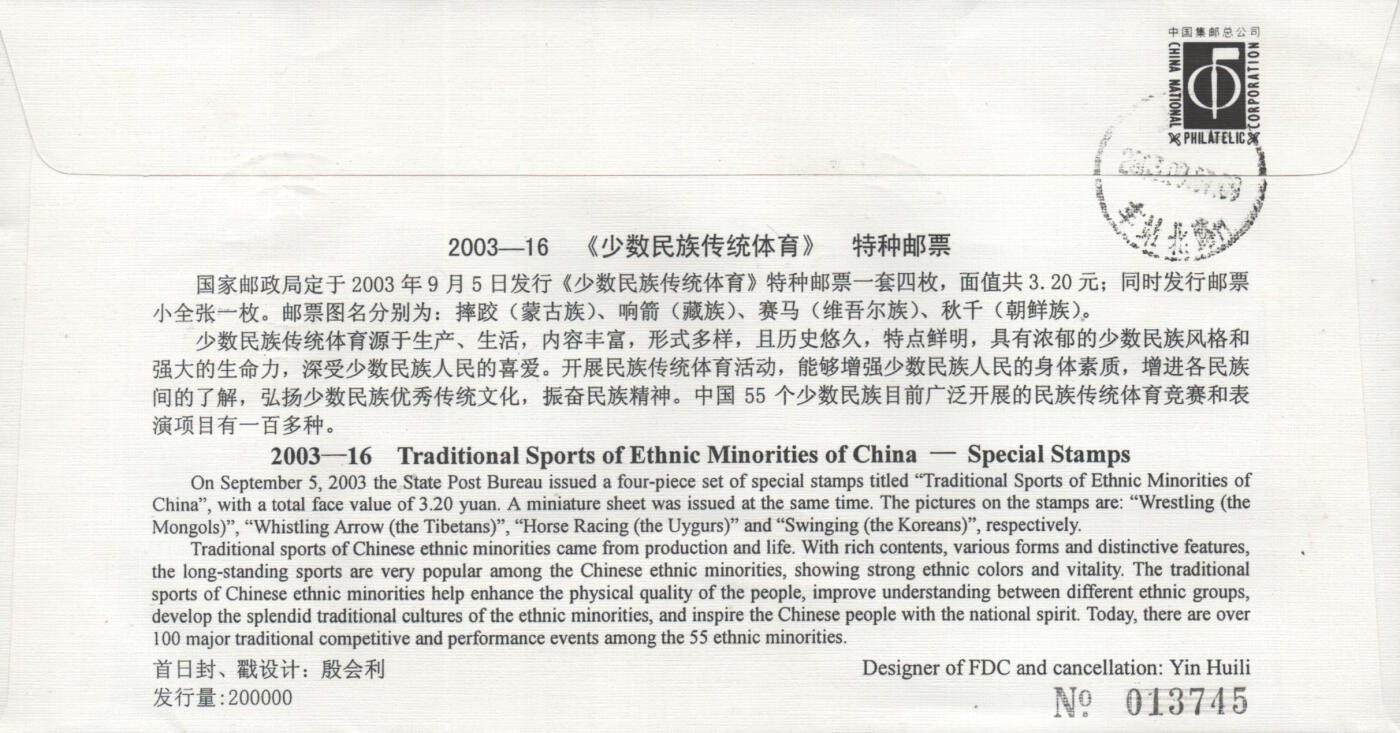 中国集邮总公司
CHINA NATIONAL
PHILATELIC
CORPORATION
2003—16 《少数民族传统体育》 特种邮票
国家邮政局定于 2003 年 9 月 5 日发行《少数民族传统体育》特种邮票一套四枚，面值共 3.20 元；同时发行邮票
小全张一枚。邮票图名分别为：摔跤（蒙古族）、响箭（藏族）、赛马（维吾尔族）、秋千（朝鲜族）。
少数民族传统体育源于生产、生活，内容丰富，形式多样，且历史悠久，特点鲜明，具有浓郁的少数民族风格和
强大的生命力，深受少数民族人民的喜爱。开展民族传统体育活动，能够增强少数民族人民的身体素质，增进各民族
间的了解，弘扬少数民族优秀传统文化，振奋民族精神。中国 55 个少数民族目前广泛开展的民族传统体育竞赛和表
演项目有一百多种。
2003—16 Traditional Sports of Ethnic Minorities of China — Special Stamps
On September 5, 2003 the State Post Bureau issued a four-piece set of special stamps titled “Traditional Sports of Ethnic Minorities of
China”, with a total face value of 3.20 yuan. A miniature sheet was issued at the same time. The pictures on the stamps are: “Wrestling (the
Mongols)”, “Whistling Arrow (the Tibetans)”, “Horse Racing (the Uygurs)” and “Swinging (the Koreans)”, respectively.
Traditional sports of Chinese ethnic minorities came from production and life. With rich contents, various forms and distinctive features,
the long-standing sports are very popular among the Chinese ethnic minorities, showing strong ethnic colors and vitality. The traditional
sports of Chinese ethnic minorities help enhance the physical quality of the people, improve understanding between different ethnic groups,
develop the splendid traditional cultures of the ethnic minorities, and inspire the Chinese people with the national spirit. Today, there are over
100 major traditional competitive and performance events among the 55 ethnic minorities.
首日封、戳设计：殷会利
Designer of FDC and cancellation: Yin Huili
发行量:200000
№ 013745